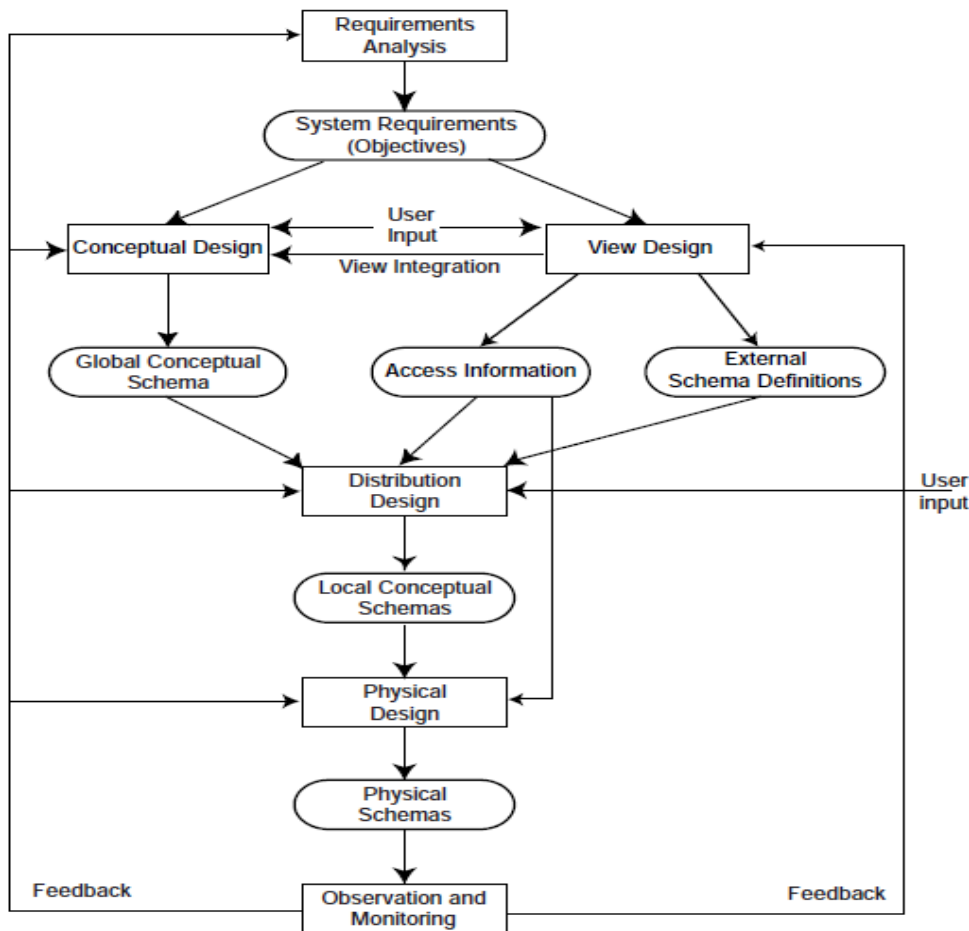 Requirements
Analysis
System Requirements
(Objectives)
User
Input
Conceptual Design
View Design
View Integration
Global Conceptual
Schema
Access Information
External
Schema Definitions
Distribution
Design
User
input
Local Conceptual
Schemas
Physical
Design
Physical
Schemas
Feedback
Observation and
Monitoring
Feedback